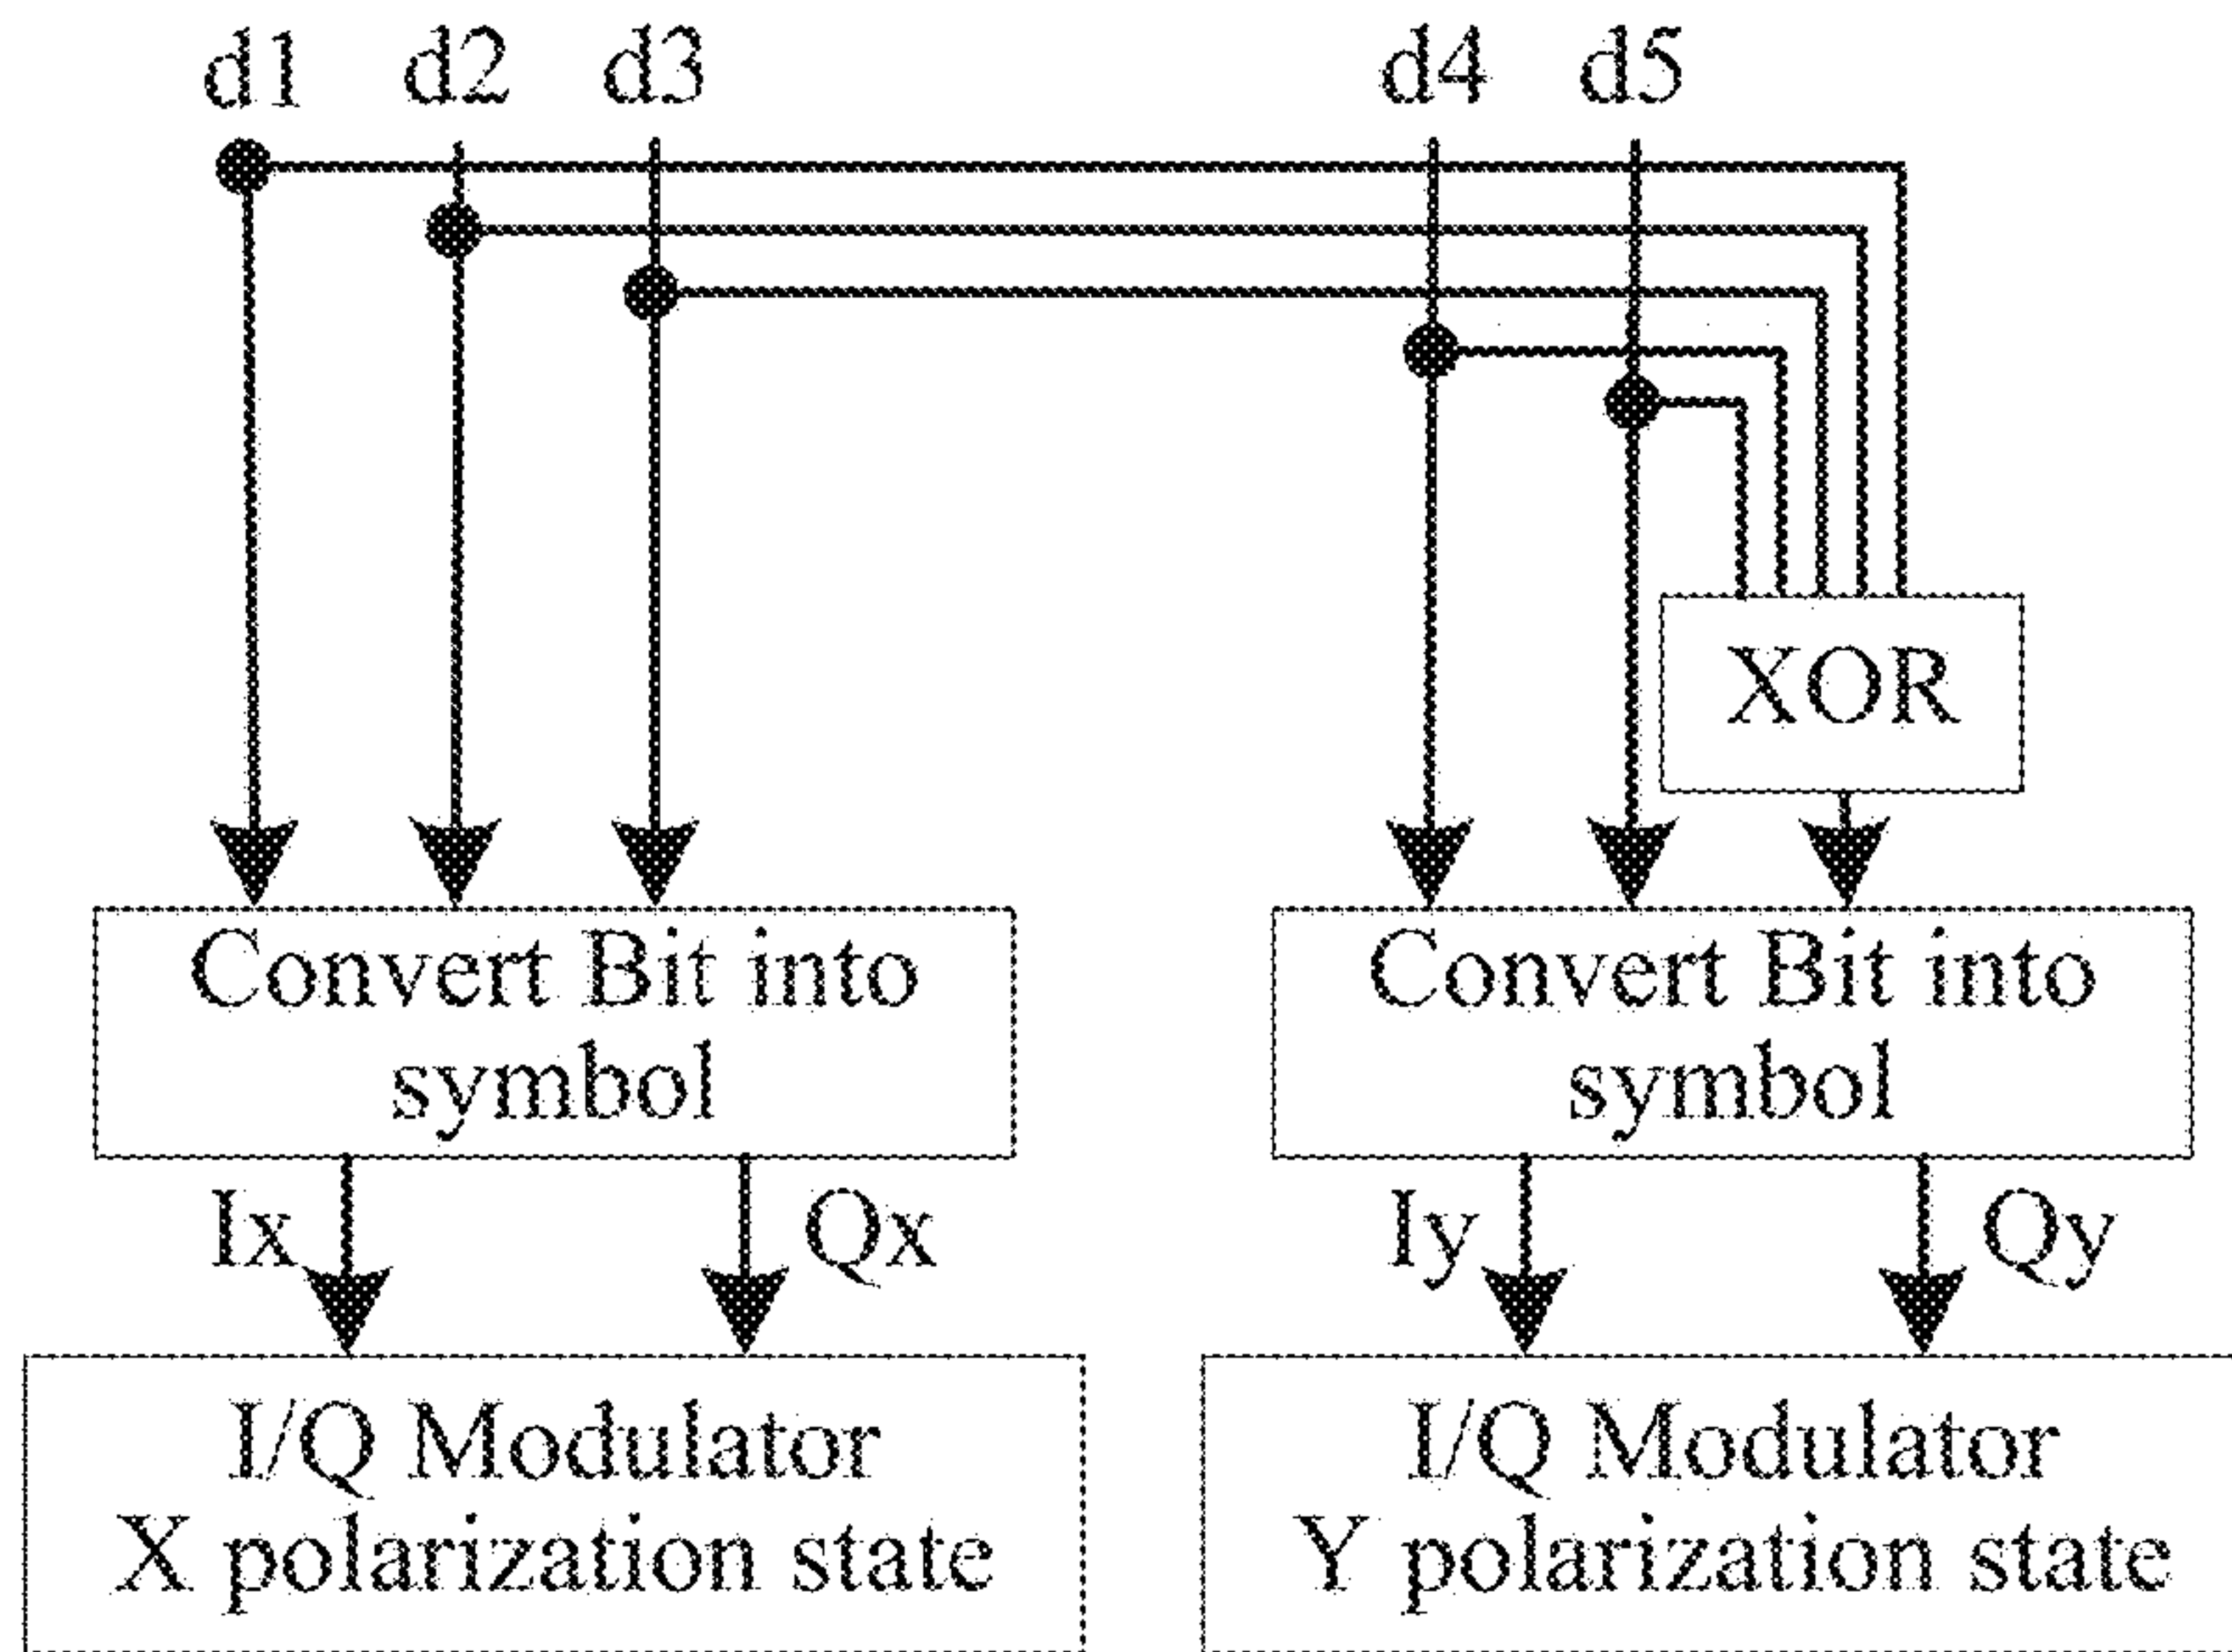 d1 d2 d3 d4 d5
XOR
Convert Bit into
symbol
Convert Bit into
symbol
Ix Qx Iy Qy
I/Q Modulator
X polarization state
I/Q Modulator
Y polarization state